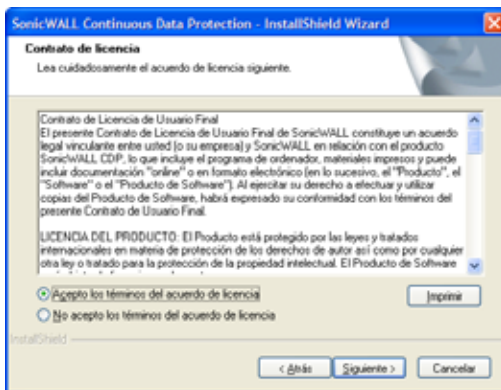 SonicWALL Continuous Data Protection - InstallShield Wizard
Contrato de licencia
Lea cuidadosamente el acuerdo de licencia siguiente.
Contrato de Licencia de Usuario Final
El presente Contrato de Licencia de Usuario Final de SonicWALL constituye un acuerdo
legal vinculante entre usted (o su empresa) y SonicWALL en relación con el producto
SonicWALL CDP, lo que incluye el programa de ordenador, materiales impresos y puede
incluir documentación "online" o en formato electrónico (en lo sucesivo, el "Producto", el
"Software" o el "Producto de Software"). Al ejercitar su derecho a efectuar y utilizar
copias del Producto de Software, habrá expresado su conformidad con los términos del
presente Contrato de Usuario Final.
LICENCIA DEL PRODUCTO: El Producto está protegido por las leyes y tratados
internacionales en materia de protección de los derechos de autor así como por cualquier
otra ley o tratado para la protección de la propiedad intelectual. El Producto de Software
Acepto los términos del acuerdo de licencia
Imprimir
No acepto los términos del acuerdo de licencia
InstallShield
< Atrás
Siguiente >
Cancelar